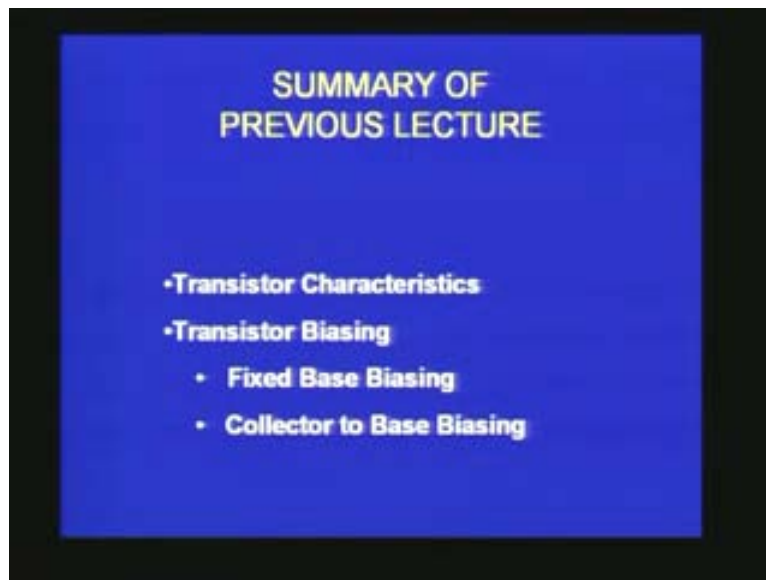 SUMMARY OF
PREVIOUS LECTURE
•Transistor Characteristics
•Transistor Biasing
• Fixed Base Biasing
• Collector to Base Biasing